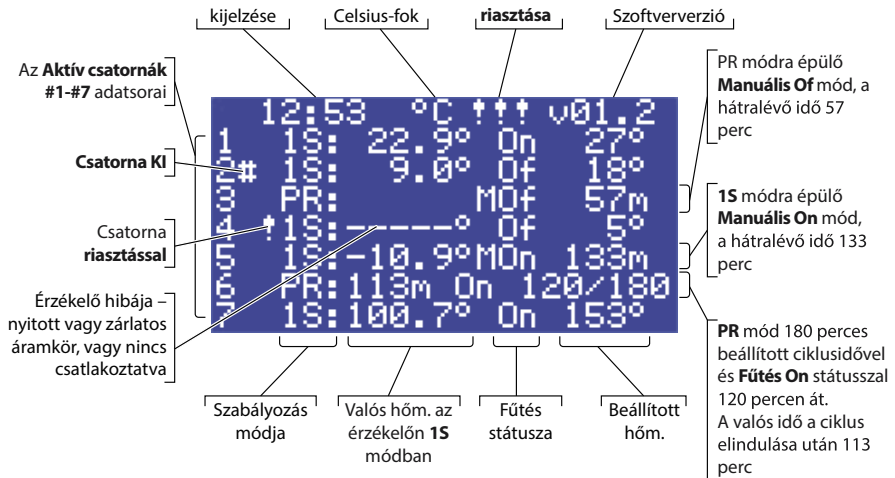 kijelzése
Celsius-fok
riasztása
Szoftververzió
Az Aktív csatornák
#1-#7 adatsorai
Csatorna KI
Csatorna
riasztással
Érzékelő hibája –
nyitott vagy zárlatos
áramkör, vagy nincs
csatlakoztatva
12:53 °C !!! v01.2
1 1S: 22.9° On 27°
2# 1S: 9.0° Of 18°
3 PR: MOf 57m
4 !1S:-----° Of 5°
5 1S:-10.9°MOn 133m
6 PR:113m On 120/180
7 1S:100.7° On 153°
PR módra épülő
Manuális Of mód, a
hátralévő idő 57
perc
1S módra épülő
Manuális On mód,
a hátralévő idő 133
perc
PR mód 180 perces
beállított ciklusidővel
és Fűtés On státusszal
120 percen át.
A valós idő a ciklus
elindulása után 113
perc
Szabályozás
módja
Valós hőm. az
érzékelőn 1S
módban
Fűtés
státusza
Beállított
hőm.